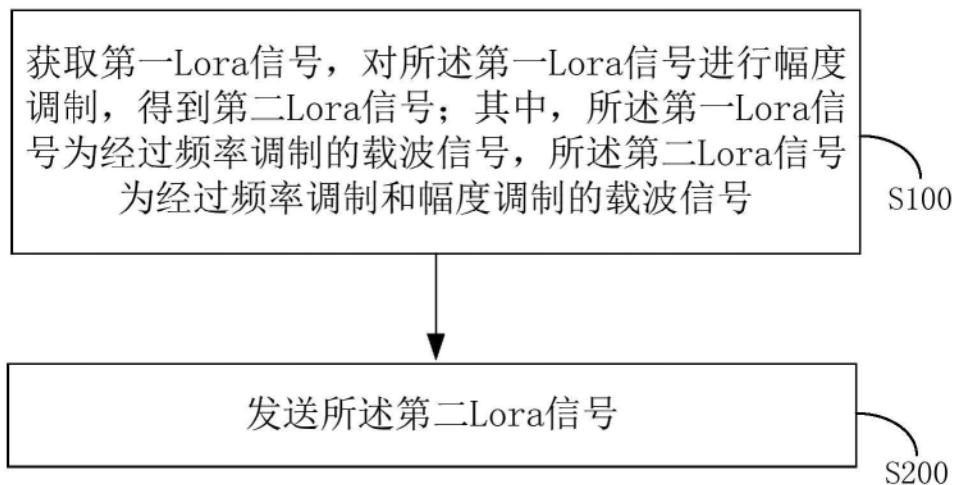 获取第一Lora信号，对所述第一Lora信号进行幅度
调制，得到第二Lora信号；其中，所述第一Lora信
号为经过频率调制的载波信号，所述第二Lora信号
为经过频率调制和幅度调制的载波信号
S100
发送所述第二Lora信号
S200